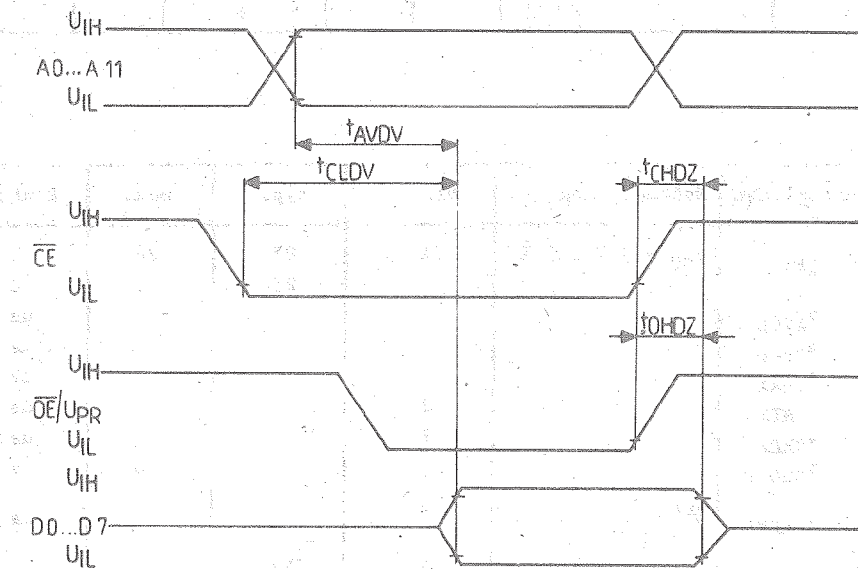 UIH
A0...A11
UIL
tAVDV
tCLDV
tCHDZ
UIH
CE
UIL
tOHDZ
UIH
OE/UPR
UIL
UIH
D0...D7
UIL